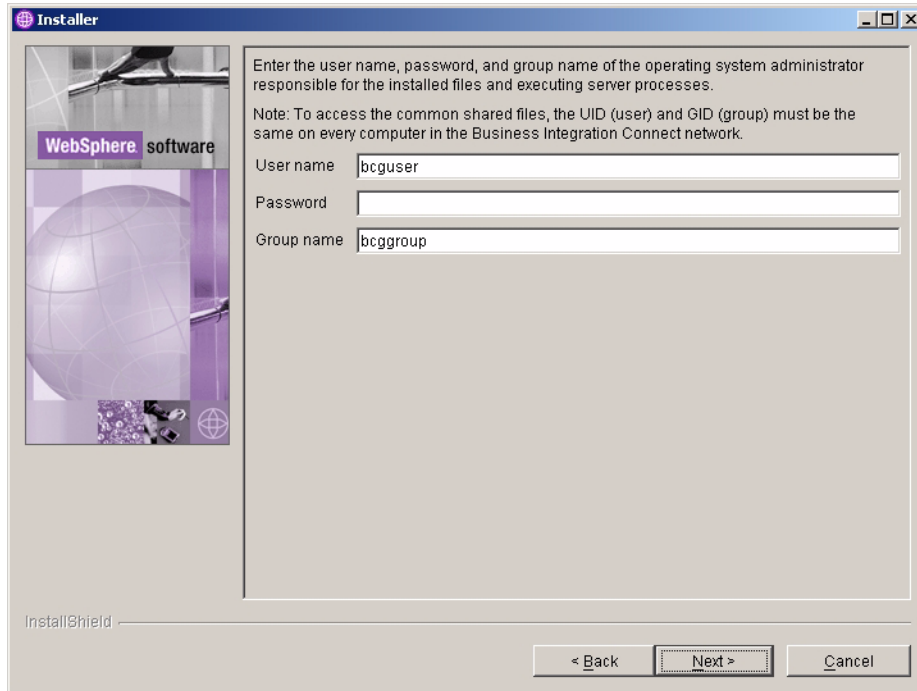 Installer
WebSphere software
Enter the user name, password, and group name of the operating system administrator
responsible for the installed files and executing server processes.
Note: To access the common shared files, the UID (user) and GID (group) must be the
same on every computer in the Business Integration Connect network.
User name bcguser
Password
Group name bcggroup
InstallShield
< Back Next > Cancel